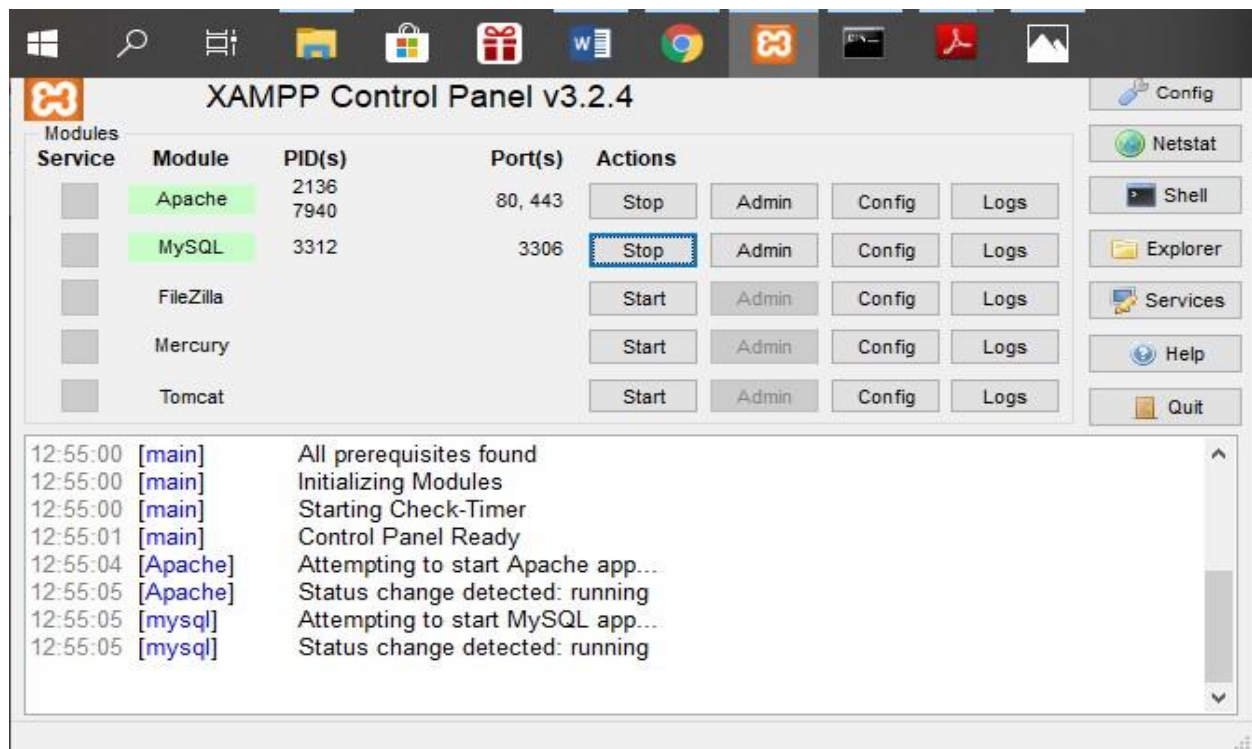 XAMPP Control Panel v3.2.4
Config
Modules
Service Module PID(s) Port(s) Actions
Netstat
Apache 2136 7940 80, 443 Stop Admin Config Logs
Shell
MySQL 3312 3306 Stop Admin Config Logs
Explorer
FileZilla Start Admin Config Logs
Services
Mercury Start Admin Config Logs
Help
Tomcat Start Admin Config Logs
Quit
12:55:00 [main] All prerequisites found
12:55:00 [main] Initializing Modules
12:55:00 [main] Starting Check-Timer
12:55:01 [main] Control Panel Ready
12:55:04 [Apache] Attempting to start Apache app...
12:55:05 [Apache] Status change detected: running
12:55:05 [mysql] Attempting to start MySQL app...
12:55:05 [mysql] Status change detected: running